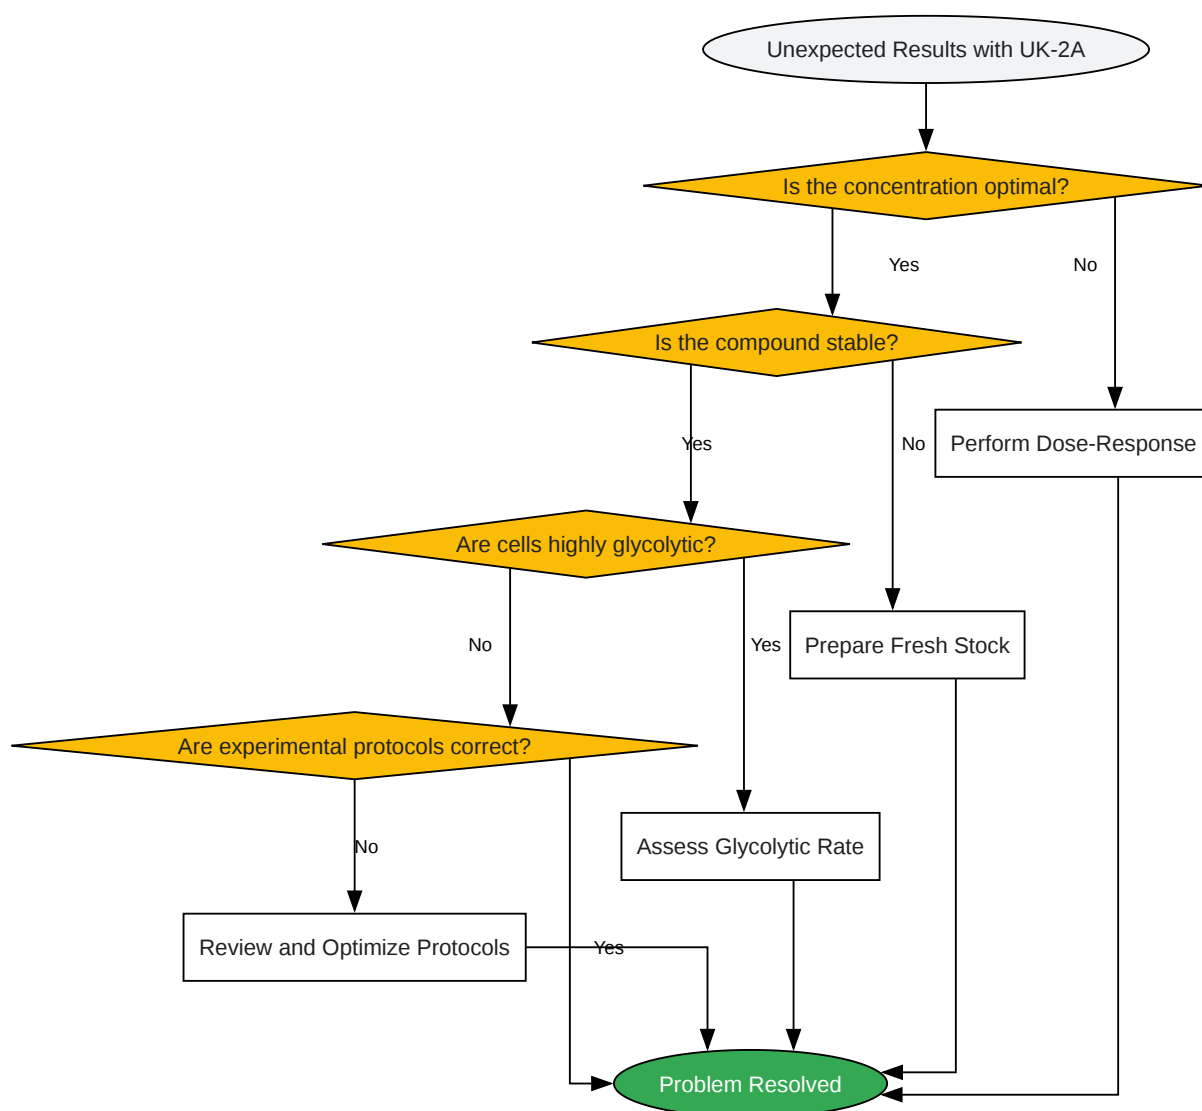 Unexpected Results with UK-2A
Is the concentration optimal?
Yes
No
Is the compound stable?
Yes
No
Perform Dose-Response
Are cells highly glycolytic?
No
Yes
Prepare Fresh Stock
Are experimental protocols correct?
No
Assess Glycolytic Rate
Review and Optimize Protocols
Yes
Problem Resolved